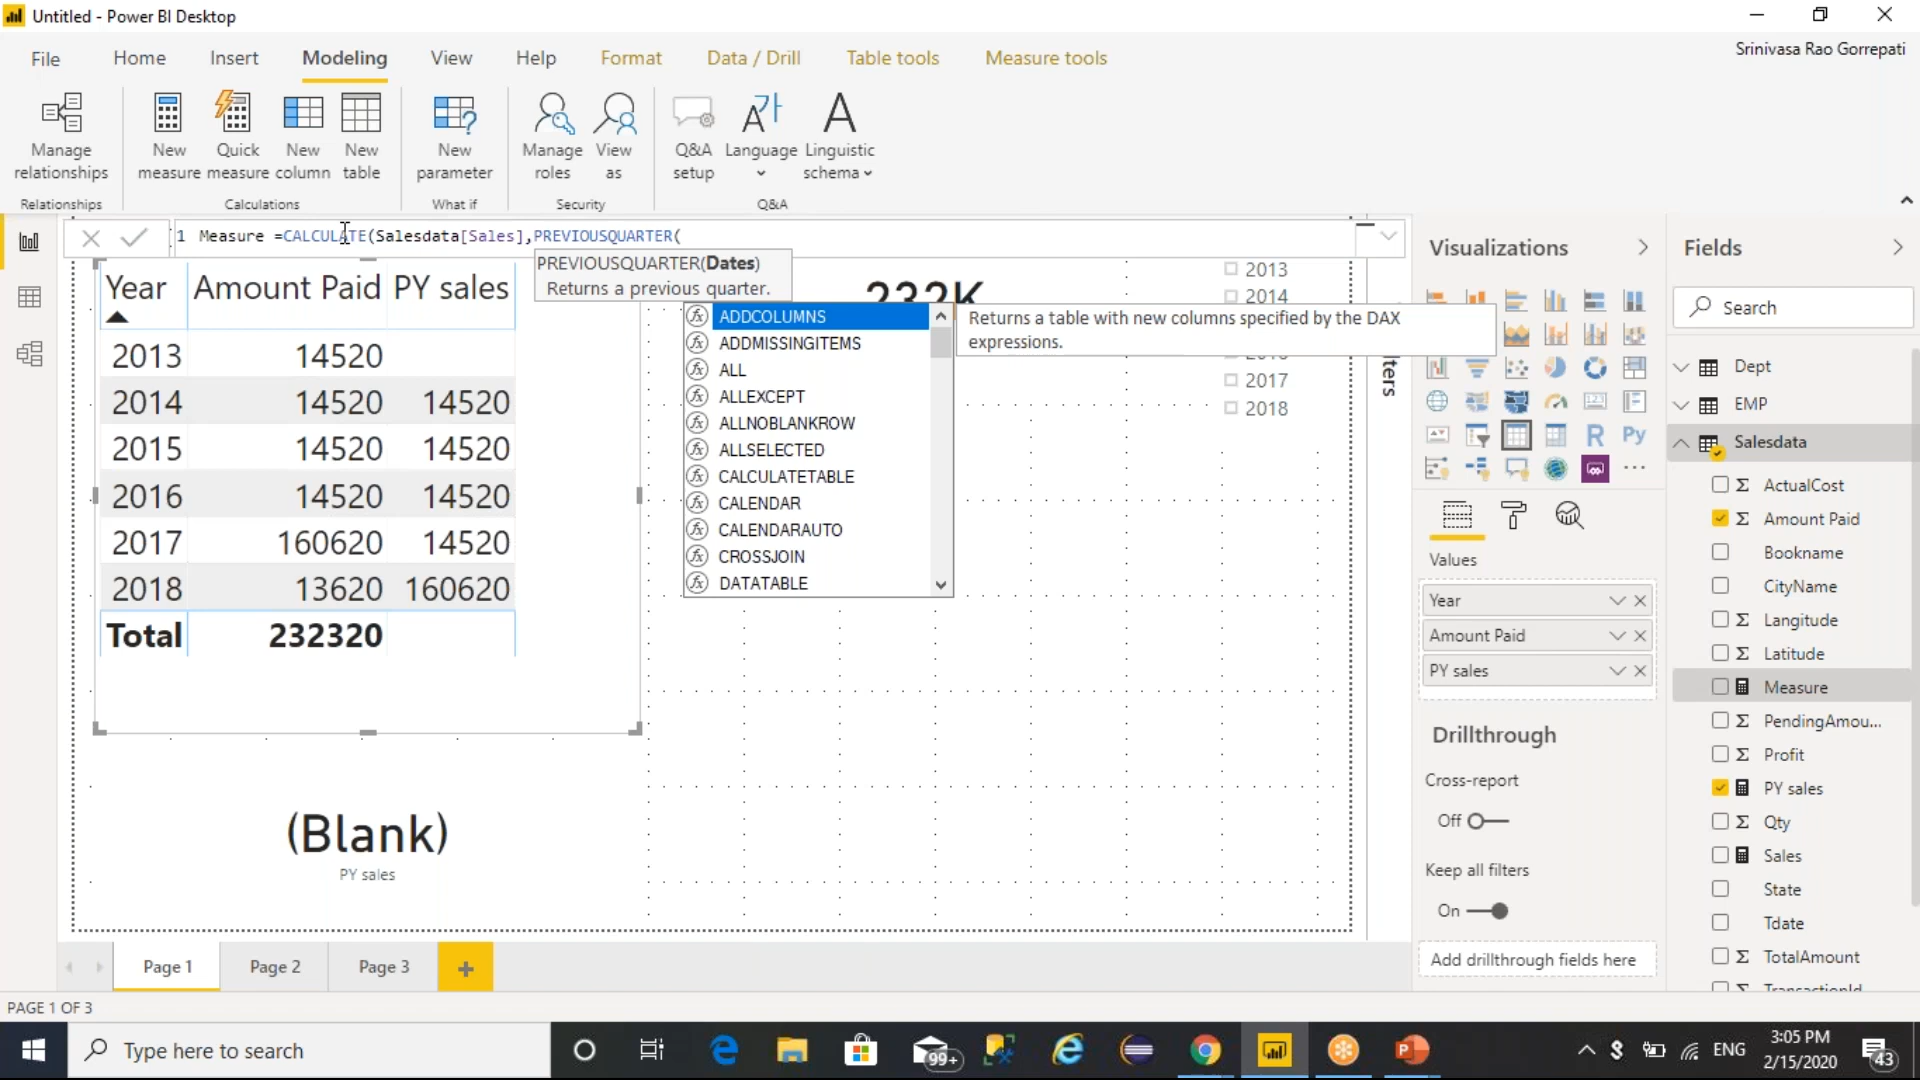 Untitled - Power BI Desktop
Srinivasa Rao Gorrepati
File Home Insert Modeling View Help Format Data / Drill Table tools Measure tools
Manage relationships
New measure
Quick measure
New column
New table
New parameter
Manage roles
View as
Q&A setup
Language
Linguistic schema
Relationships
Calculations
What if
Security
Q&A
1 Measure =CALCULATE(Salesdata[Sales],PREVIOUSQUARTER(
PREVIOUSQUARTER(Dates)
Returns a previous quarter.
ADDCOLUMNS
ADDMISSINGITEMS
ALL
ALLEXCEPT
ALLNOBLANKROW
ALLSELECTED
CALCULATETABLE
CALENDAR
CALENDARAUTO
CROSSJOIN
DATATABLE
Returns a table with new columns specified by the DAX
expressions.
Year Amount Paid PY sales
2013 14520
2014 14520 14520
2015 14520 14520
2016 14520 14520
2017 160620 14520
2018 13620 160620
Total 232320
(Blank)
PY sales
232K
2013
2014
2017
2018
Visualizations
R
Py
Values
Year
Amount Paid
PY sales
Drillthrough
Cross-report
Off
Keep all filters
On
Add drillthrough fields here
Fields
Search
Dept
EMP
Salesdata
ActualCost
Amount Paid
Bookname
CityName
Langitude
Latitude
Measure
PendingAmou...
Profit
PY sales
Qty
Sales
State
Tdate
TotalAmount
Page 1
Page 2
Page 3
PAGE 1 OF 3
Type here to search
99+
ENG
3:05 PM
2/15/2020
43